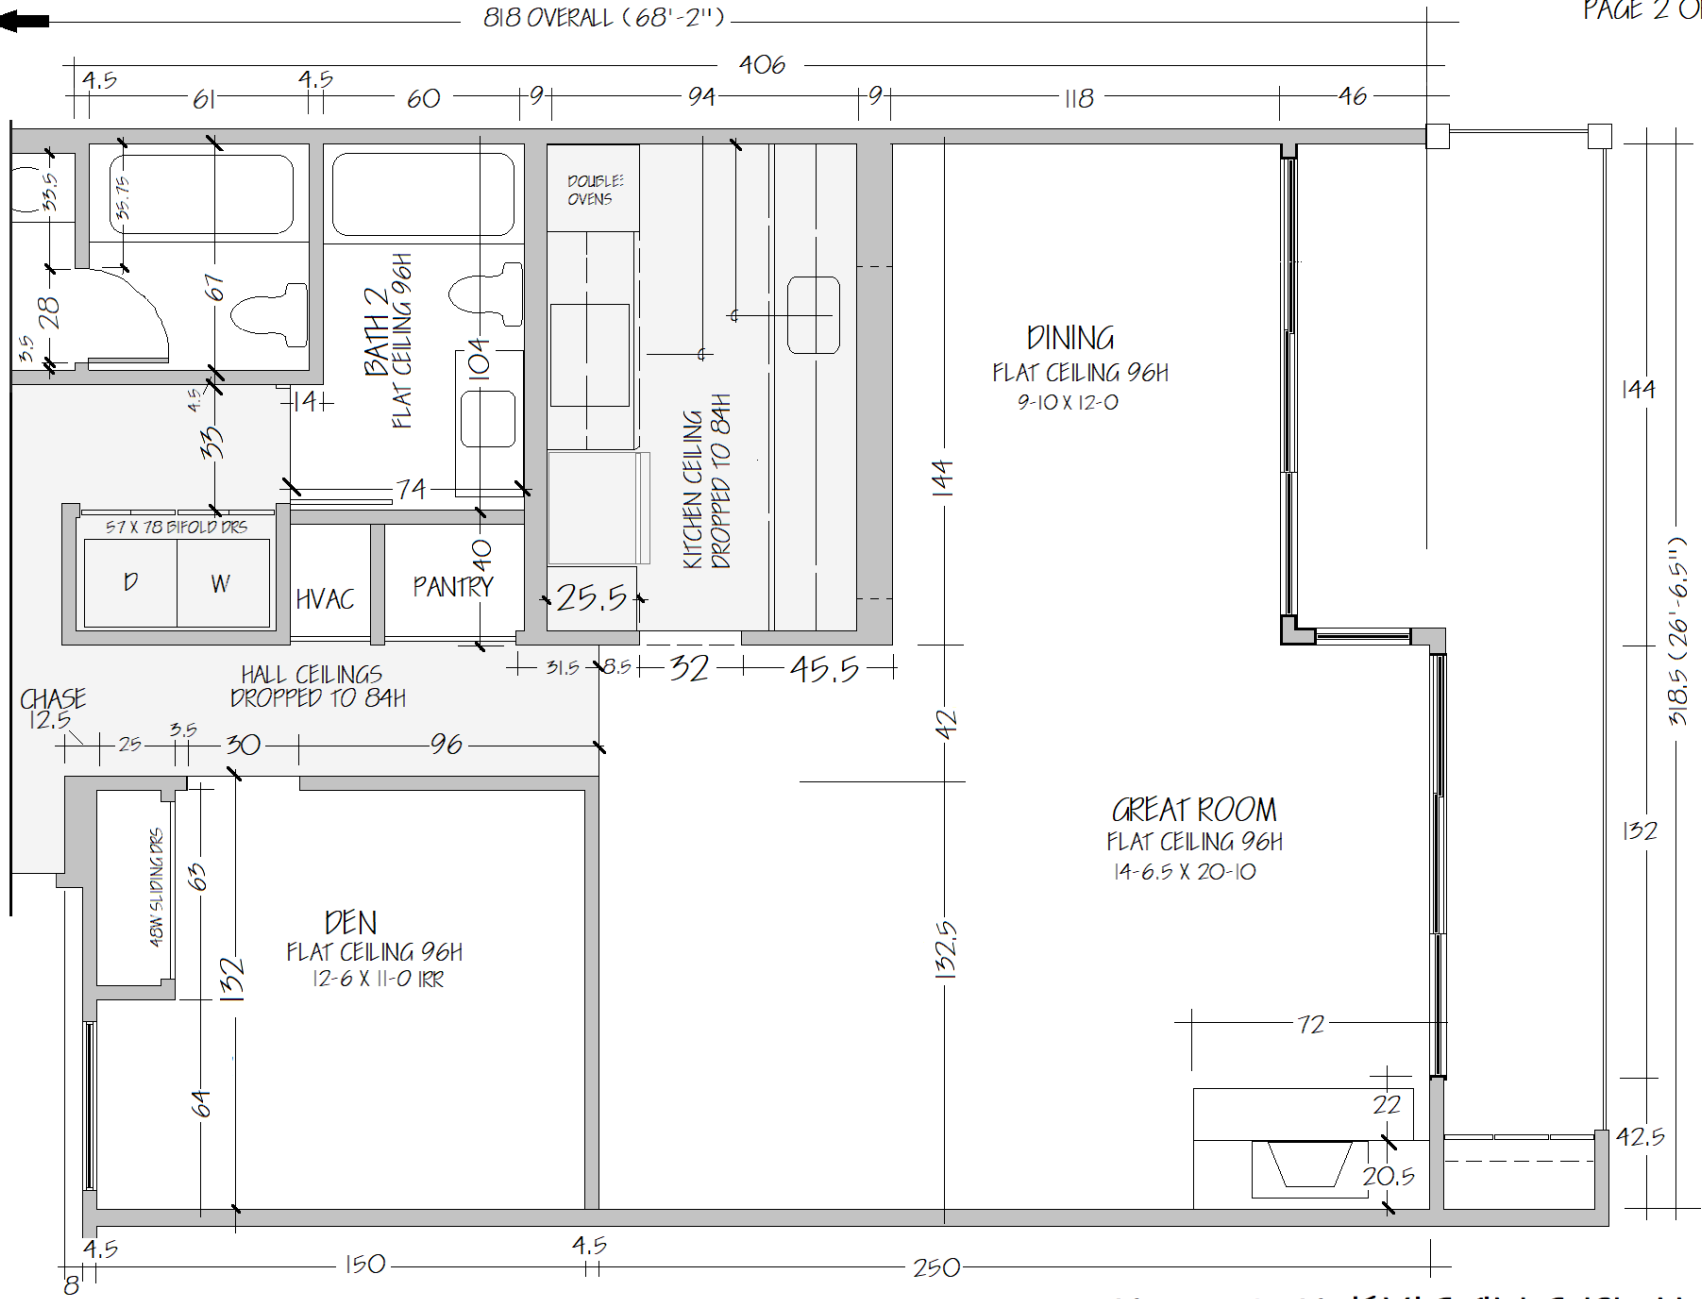 818 OVERALL (68'-2")
PAGE 2
406
4.5
61
4.5
60
9
94
9
118
46
33.5
35.75
67
28
3.5
DOUBLE
OVENS
BATH 2
FLAT CEILING 96H
104
KITCHEN CEILING
DROPPED TO 84H
DINING
FLAT CEILING 96H
9-10 X 12-0
144
144
318.5 (26'-6.5")
14
4.5
33
74
57 X 78 BIFOLD DRS
D
W
HVAC
PANTRY
40
25.5
31.5
8.5
32
45.5
HALL CEILINGS
DROPPED TO 84H
CHASE
12.5
25
3.5
30
96
42
GREAT ROOM
FLAT CEILING 96H
14-6.5 X 20-10
132
48W SLIDING DRS
63
DEN
FLAT CEILING 96H
12-6 X 11-0 IRR
132
132.5
64
72
22
20.5
42.5
4.5
8
150
4.5
250